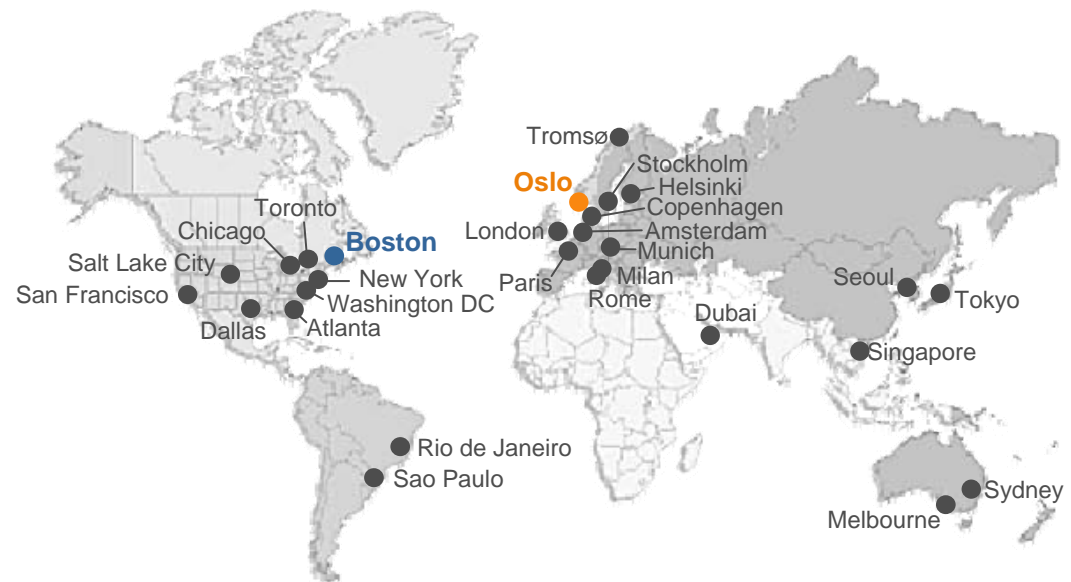 Tromsø
Stockholm
Oslo
Helsinki
Toronto
Copenhagen
Chicago
Boston
London
Amsterdam
Munich
Salt Lake City
Paris
Milan
Seoul
New York
San Francisco
Rome
Tokyo
Washington DC
Dubai
Dallas
Atlanta
Singapore
Rio de Janeiro
Sao Paulo
Sydney
Melbourne